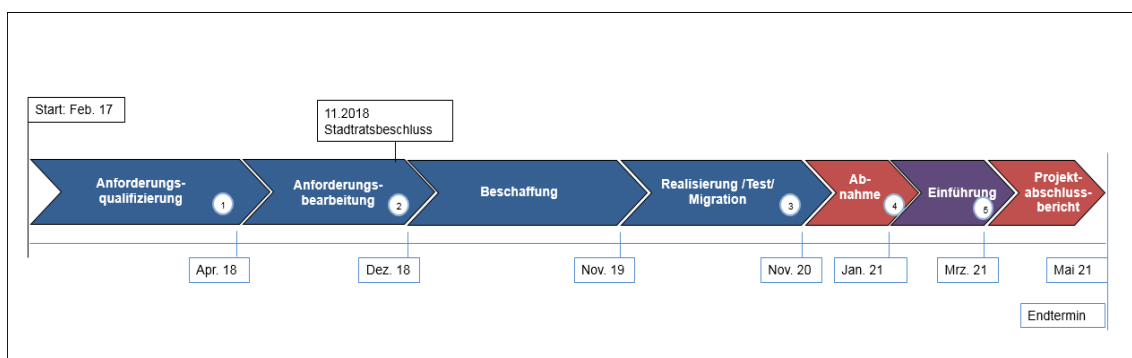 Start: Feb. 17
11.2018
Stadtratsbeschluss
Anforderungs-
qualifizierung
1
Anforderungs-
bearbeitung
2
Beschaffung
Realisierung /Test/
Migration
3
Ab-
nahme
4
Einführung
5
Projekt-
abschluss-
bericht
Apr. 18
Dez. 18
Nov. 19
Nov. 20
Jan. 21
Mrz. 21
Mai 21
Endtermin